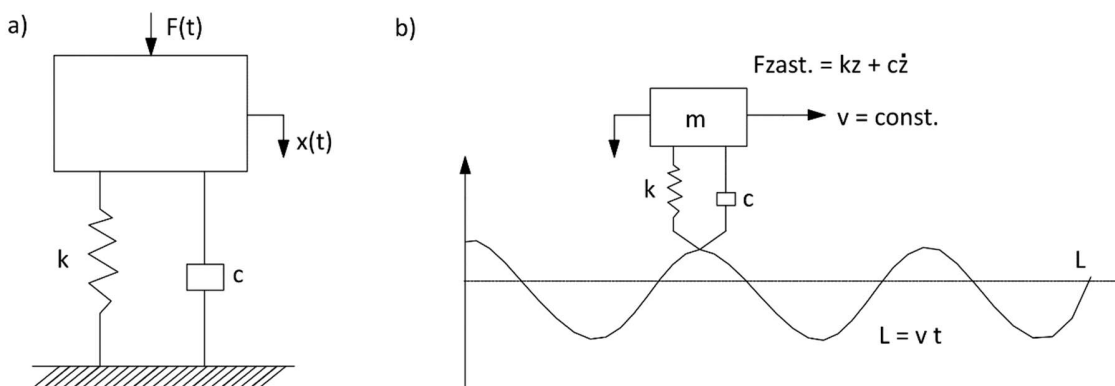 a)
F(t)
x(t)
k
c
b)
Fzast. = kz + cż
m
v = const.
k
c
L
L = v t